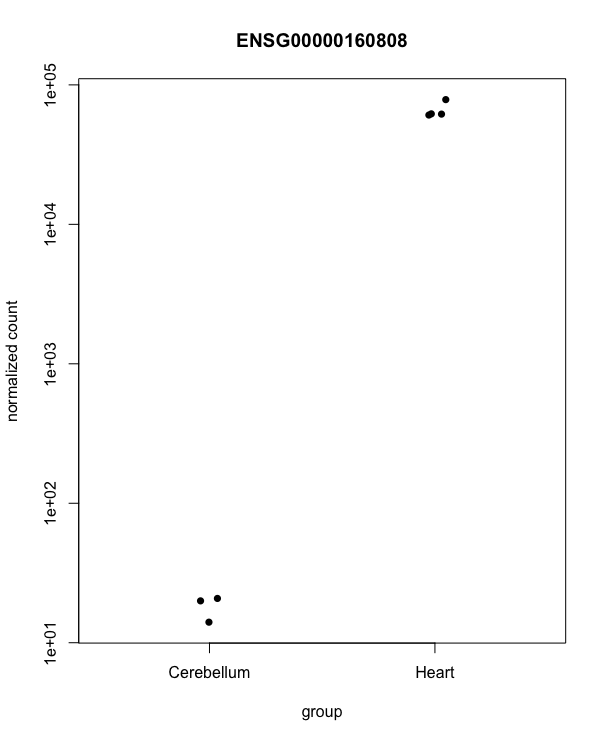 ENSG00000160808
1e+05
1e+04
1e+03
1e+02
1e+01
normalized count
Cerebellum
Heart
group